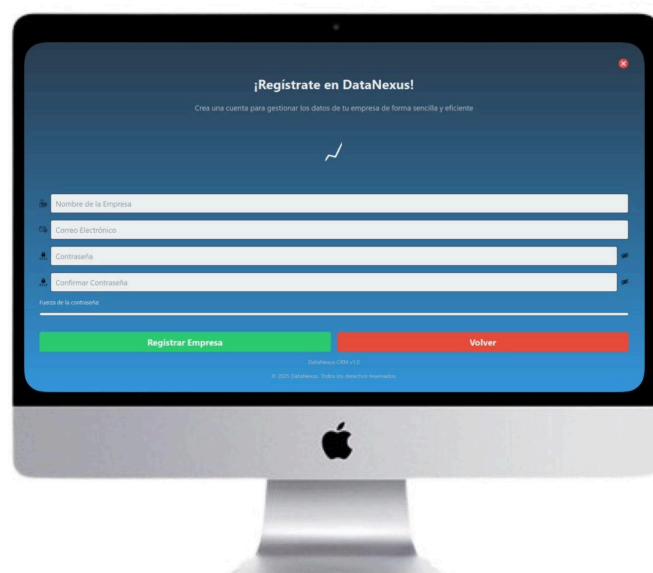 ¡Regístrate en DataNexus!
Crea una cuenta para gestionar los datos de tu empresa de forma sencilla y eficiente
Nombre de la Empresa
Correo Electrónico
Contraseña
Confirmar Contraseña
Fuerza de la contraseña:
Registrar Empresa
Volver
DataNexus CRM v1.0
© 2025 DataNexus. Todos los derechos reservados.